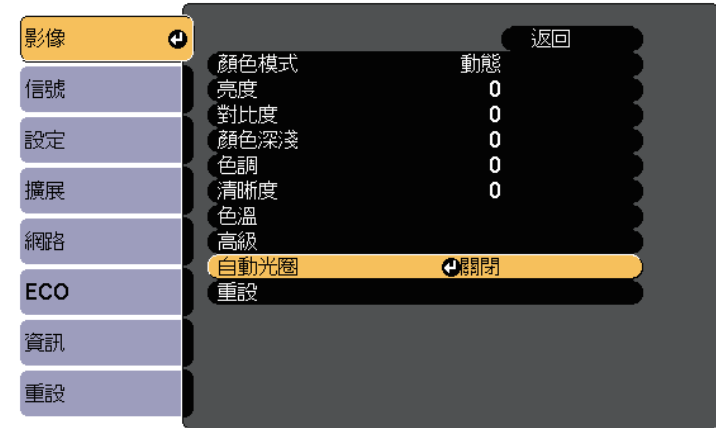 影像
信號
設定
擴展
網路
ECO
資訊
重設
返回
顏色模式 動態
亮度 0
對比度 0
顏色深淺 0
色調 0
清晰度 0
色溫
高級
自動光圈 關閉
重設